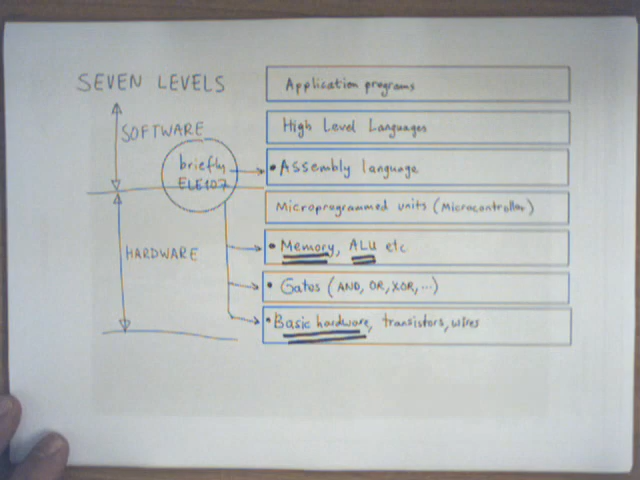 SEVEN LEVELS
Application programs
High Level Languages
SOFTWARE
briefly
ELE107
• Assembly language
Microprogrammed units (Microcontroller)
HARDWARE
• Memory, ALU etc
• Gates (AND, OR, XOR, ...)
• Basic hardware, transistors, wires